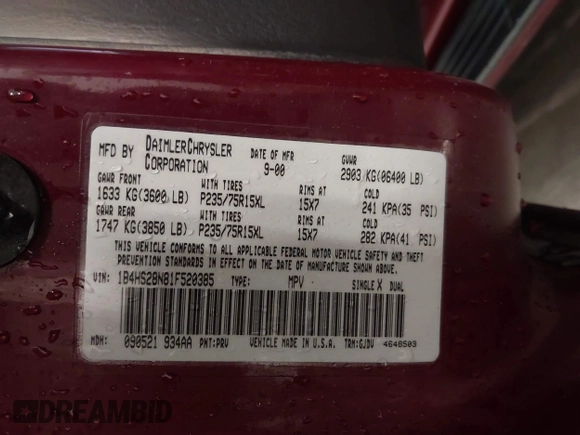 MFD BY DAIMLERCHRYSLER CORPORATION DATE OF MFR 9-00 GVWR 2903 KG(06400 LB)
GAWR FRONT WITH TIRES RIMS AT COLD
1633 KG(3600 LB) P235/75R15XL 15X7 241 KPA(35 PSI)
GAWR REAR WITH TIRES RIMS AT COLD
1747 KG(3850 LB) P235/75R15XL 15X7 282 KPA(41 PSI)
THIS VEHICLE CONFORMS TO ALL APPLICABLE FEDERAL MOTOR VEHICLE SAFETY AND THEFT
PREVENTION STANDARDS IN EFFECT ON THE DATE OF MANUFACTURE SHOWN ABOVE.
VIN: 1B4HS28N81F520385 TYPE: MPV SINGLE X DUAL
MDH: 090521 934AA PNT:PRV VEHICLE MADE IN U.S.A. TRM:GJDV 4648503
DREAMBID